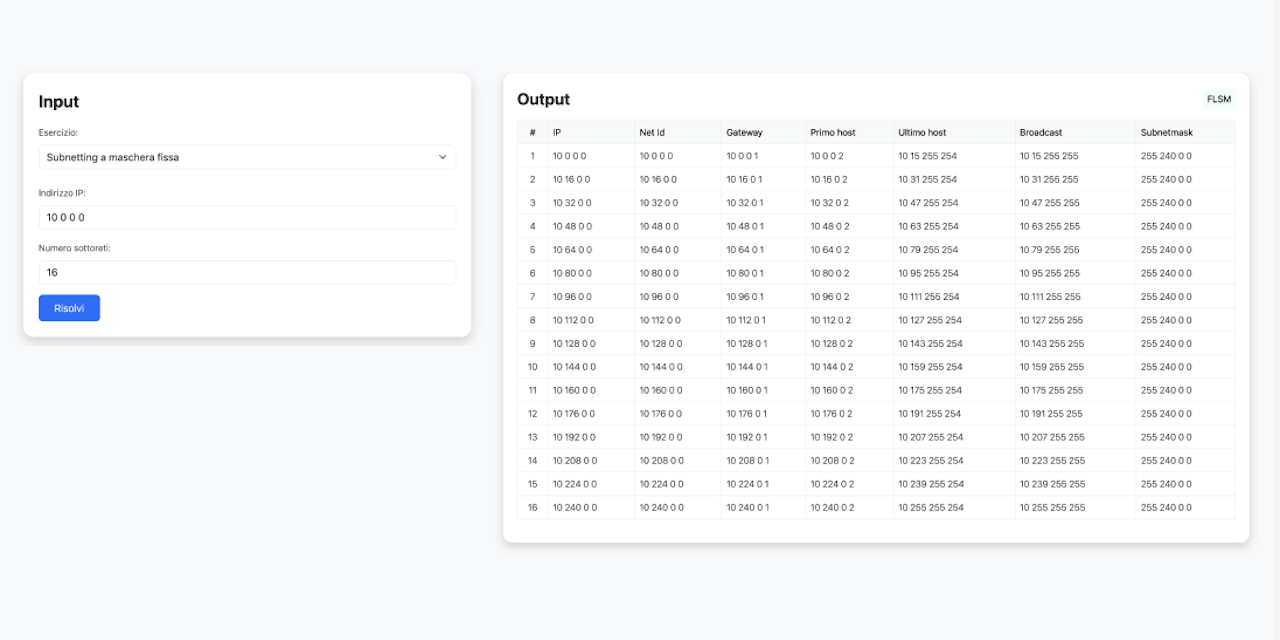 Input
Esercizio:
Subnetting a maschera fissa
Indirizzo IP:
10 0 0 0
Numero sottoreti:
16
Risolvi
Output FLSM
# IP Net Id Gateway Primo host Ultimo host Broadcast Subnetmask
1 10 0 0 0 10 0 0 0 10 0 0 1 10 0 0 2 10 15 255 254 10 15 255 255 255 240 0 0
2 10 16 0 0 10 16 0 0 10 16 0 1 10 16 0 2 10 31 255 254 10 31 255 255 255 240 0 0
3 10 32 0 0 10 32 0 0 10 32 0 1 10 32 0 2 10 47 255 254 10 47 255 255 255 240 0 0
4 10 48 0 0 10 48 0 0 10 48 0 1 10 48 0 2 10 63 255 254 10 63 255 255 255 240 0 0
5 10 64 0 0 10 64 0 0 10 64 0 1 10 64 0 2 10 79 255 254 10 79 255 255 255 240 0 0
6 10 80 0 0 10 80 0 0 10 80 0 1 10 80 0 2 10 95 255 254 10 95 255 255 255 240 0 0
7 10 96 0 0 10 96 0 0 10 96 0 1 10 96 0 2 10 111 255 254 10 111 255 255 255 240 0 0
8 10 112 0 0 10 112 0 0 10 112 0 1 10 112 0 2 10 127 255 254 10 127 255 255 255 240 0 0
9 10 128 0 0 10 128 0 0 10 128 0 1 10 128 0 2 10 143 255 254 10 143 255 255 255 240 0 0
10 10 144 0 0 10 144 0 0 10 144 0 1 10 144 0 2 10 159 255 254 10 159 255 255 255 240 0 0
11 10 160 0 0 10 160 0 0 10 160 0 1 10 160 0 2 10 175 255 254 10 175 255 255 255 240 0 0
12 10 176 0 0 10 176 0 0 10 176 0 1 10 176 0 2 10 191 255 254 10 191 255 255 255 240 0 0
13 10 192 0 0 10 192 0 0 10 192 0 1 10 192 0 2 10 207 255 254 10 207 255 255 255 240 0 0
14 10 208 0 0 10 208 0 0 10 208 0 1 10 208 0 2 10 223 255 254 10 223 255 255 255 240 0 0
15 10 224 0 0 10 224 0 0 10 224 0 1 10 224 0 2 10 239 255 254 10 239 255 255 255 240 0 0
16 10 240 0 0 10 240 0 0 10 240 0 1 10 240 0 2 10 255 255 254 10 255 255 255 255 240 0 0